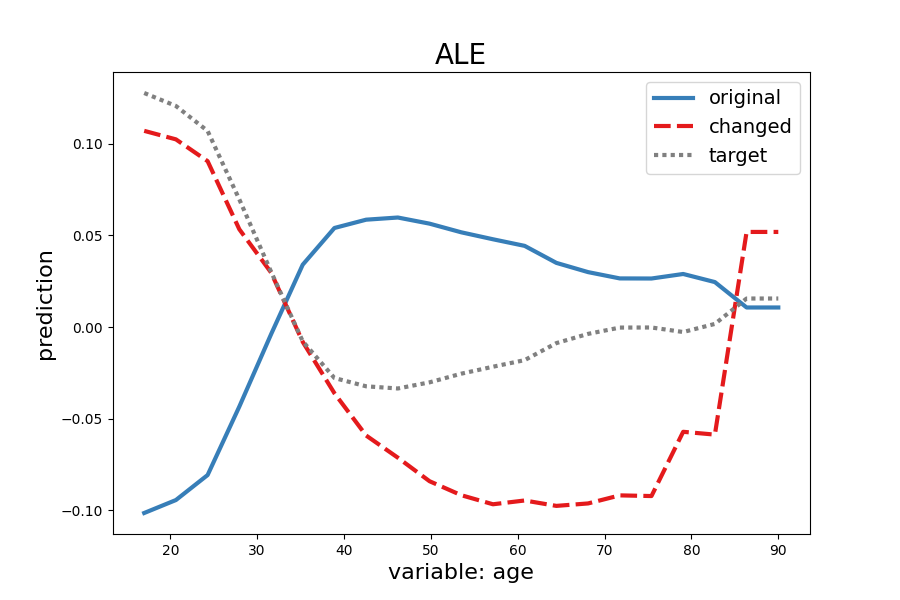 ALE
original
changed
target
prediction
0.10
0.05
0.00
−0.05
−0.10
20 30 40 50 60 70 80 90
variable: age